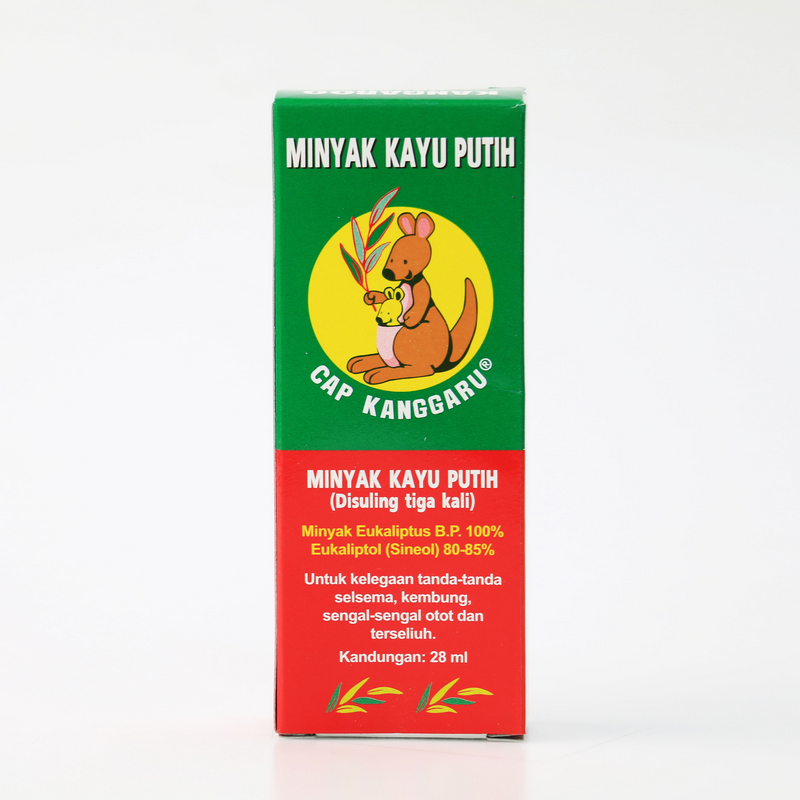 KANGAROO
MINYAK KAYU PUTIH
CAP KANGGARU®
MINYAK KAYU PUTIH
(Disuling tiga kali)
Minyak Eukaliptus B.P. 100%
Eukaliptol (Sineol) 80-85%
Untuk kelegaan tanda-tanda
selsema, kembung,
sengal-sengal otot dan
terseliuh.
Kandungan: 28 ml